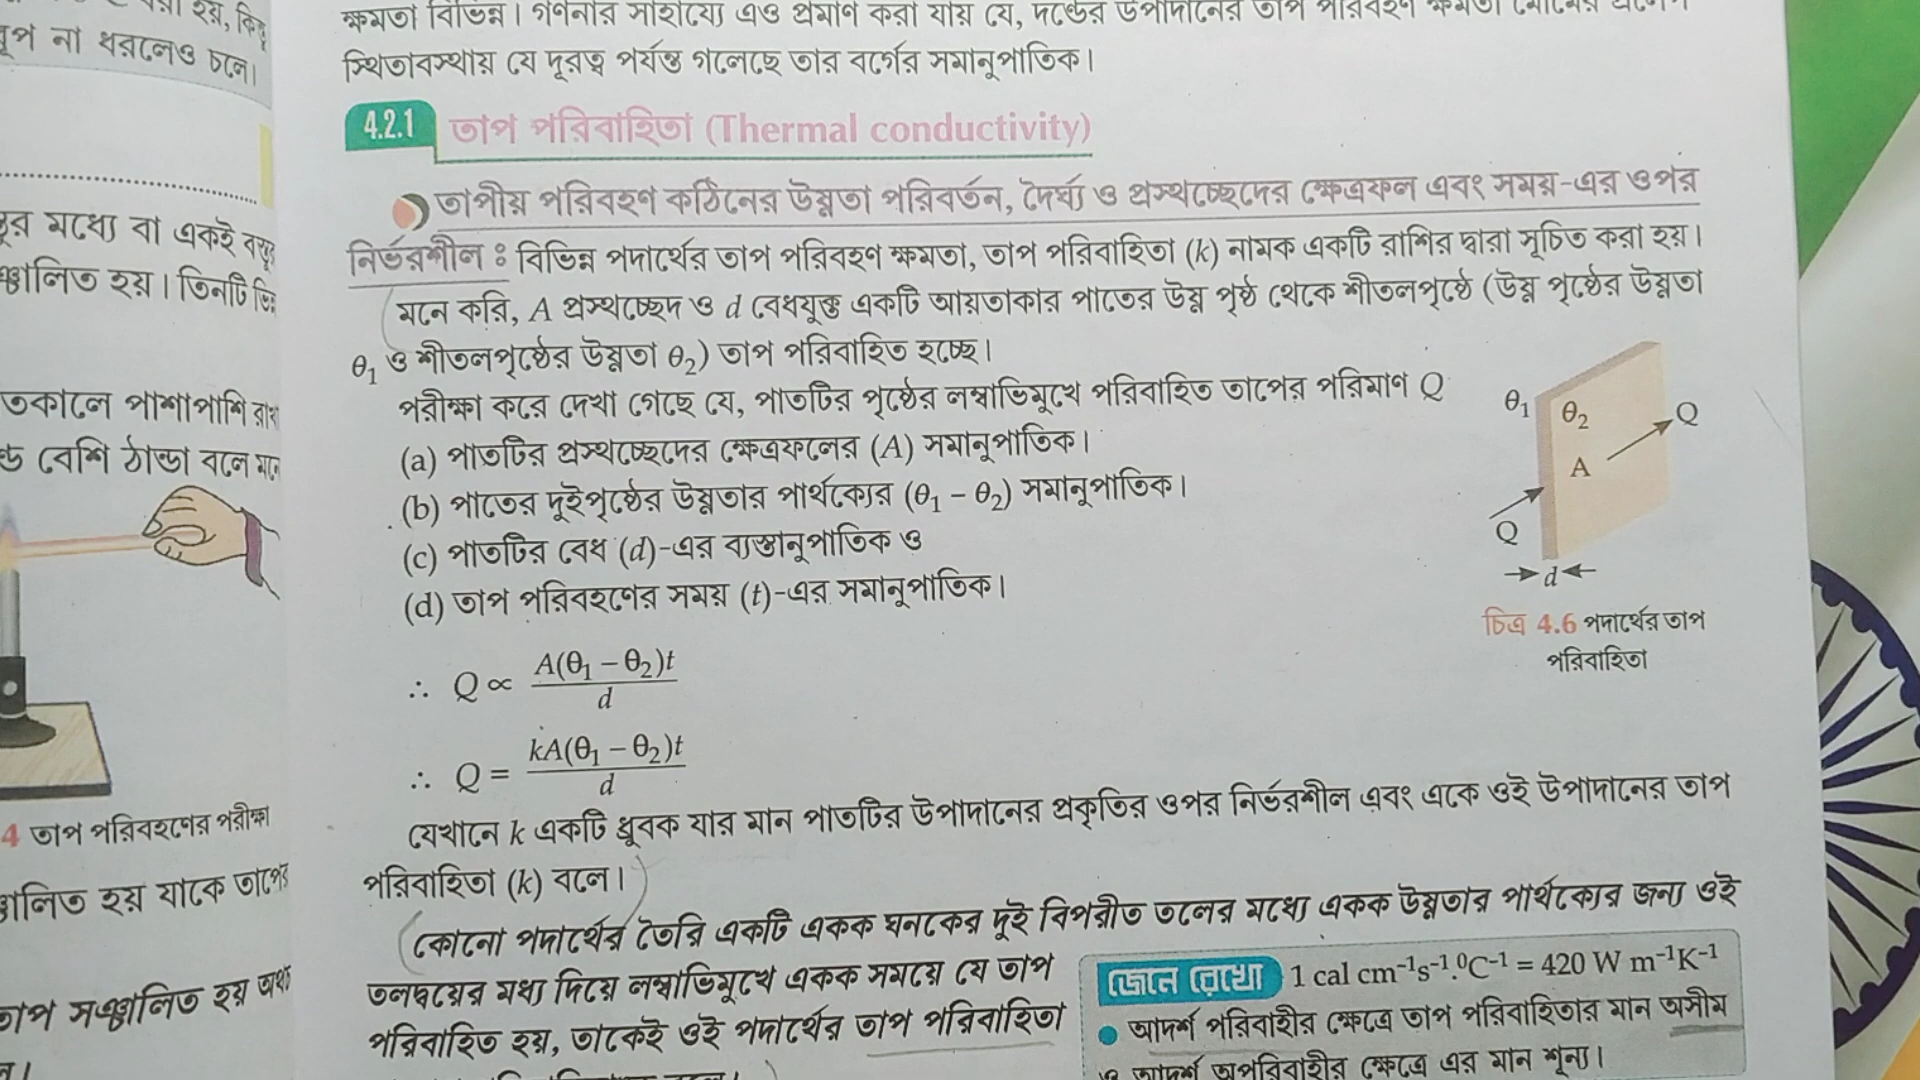 রূপ না ধরলেও চলে।
ক্ষমতা বিভিন্ন। গণনার সাহায্যে এও প্রমাণ করা যায় যে, দণ্ডের উপাদানের তাপ পরিবহণ ক্ষমতা মোমের
স্থিতাবস্থায় যে দূরত্ব পর্যন্ত গলেছে তার বর্গের সমানুপাতিক।
4.2.1 তাপ পরিবাহিতা (Thermal conductivity)
তাপীয় পরিবহণ কঠিনের উষ্ণতা পরিবর্তন, দৈর্ঘ্য ও প্রস্থচ্ছেদের ক্ষেত্রফল এবং সময়-এর ওপর
নির্ভরশীল : বিভিন্ন পদার্থের তাপ পরিবহণ ক্ষমতা, তাপ পরিবাহিতা (k) নামক একটি রাশির দ্বারা সূচিত করা হয়।
মনে করি, A প্রস্থচ্ছেদ ও d বেধযুক্ত একটি আয়তাকার পাতের উষ্ণ পৃষ্ঠ থেকে শীতলপৃষ্ঠে (উষ্ণ পৃষ্ঠের উষ্ণতা
θ₁ ও শীতলপৃষ্ঠের উষ্ণতা θ₂) তাপ পরিবাহিত হচ্ছে।
পরীক্ষা করে দেখা গেছে যে, পাতটির পৃষ্ঠের লম্বাভিমুখে পরিবাহিত তাপের পরিমাণ Q
(a) পাতটির প্রস্থচ্ছেদের ক্ষেত্রফলের (A) সমানুপাতিক।
(b) পাতের দুইপৃষ্ঠের উষ্ণতার পার্থক্যের (θ₁ – θ₂) সমানুপাতিক।
(c) পাতটির বেধ (d)-এর ব্যস্তানুপাতিক ও
(d) তাপ পরিবহণের সময় (t)-এর সমানুপাতিক।
∴ Q ∝ A(θ₁ – θ₂)t / d
∴ Q = kA(θ₁ – θ₂)t / d
যেখানে k একটি ধ্রুবক যার মান পাতটির উপাদানের প্রকৃতির ওপর নির্ভরশীল এবং একে ওই উপাদানের তাপ
পরিবাহিতা (k) বলে।
কোনো পদার্থের তৈরি একটি একক ঘনকের দুই বিপরীত তলের মধ্যে একক উষ্ণতার পার্থক্যের জন্য ওই
তলদ্বয়ের মধ্য দিয়ে লম্বাভিমুখে একক সময়ে যে তাপ
পরিবাহিত হয়, তাকেই ওই পদার্থের তাপ পরিবাহিতা
θ₁ θ₂ Q
A
Q
d
চিত্র 4.6 পদার্থের তাপ
পরিবাহিতা
জেনে রেখো 1 cal cm⁻¹s⁻¹.⁰C⁻¹ = 420 W m⁻¹K⁻¹
• আদর্শ পরিবাহীর ক্ষেত্রে তাপ পরিবাহিতার মান অসীম
ও আদর্শ অপরিবাহীর ক্ষেত্রে এর মান শূন্য।
মধ্যে বা একই বস্তুর
ঞ্চালিত হয়। তিনটি
তকালে পাশাপাশি
বেশি ঠান্ডা বলে মনে
4 তাপ পরিবহণের পরীক্ষা
ঞ্চালিত হয় যাকে তাপের
তাপ সঞ্চালিত হয়